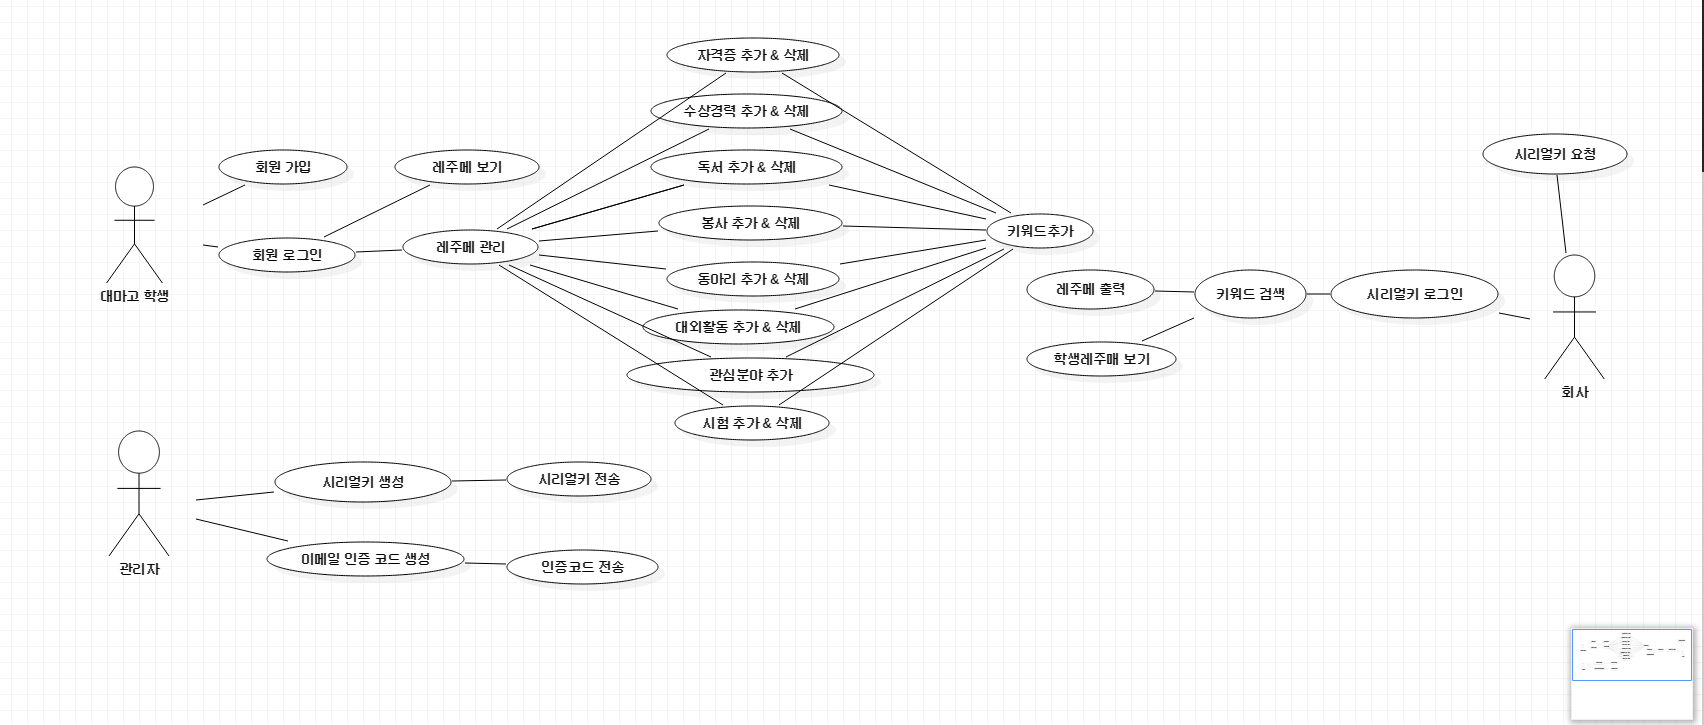 자격증 추가 & 삭제
수상경력 추가 & 삭제
회원 가입
레주메 보기
독서 추가 & 삭제
시리얼키 요청
봉사 추가 & 삭제
키워드추가
회원 로그인
레주메 관리
동아리 추가 & 삭제
레주메 출력
키워드 검색
시리얼키 로그인
대마고 학생
대외활동 추가 & 삭제
학생레주매 보기
관심분야 추가
회사
시험 추가 & 삭제
시리얼키 생성
시리얼키 전송
이메일 인증 코드 생성
인증코드 전송
관리자